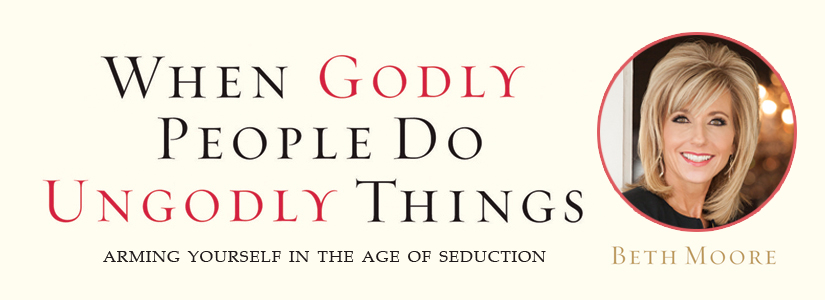 When Godly
People Do
Ungodly Things
ARMING YOURSELF IN THE AGE OF SEDUCTION
Beth Moore